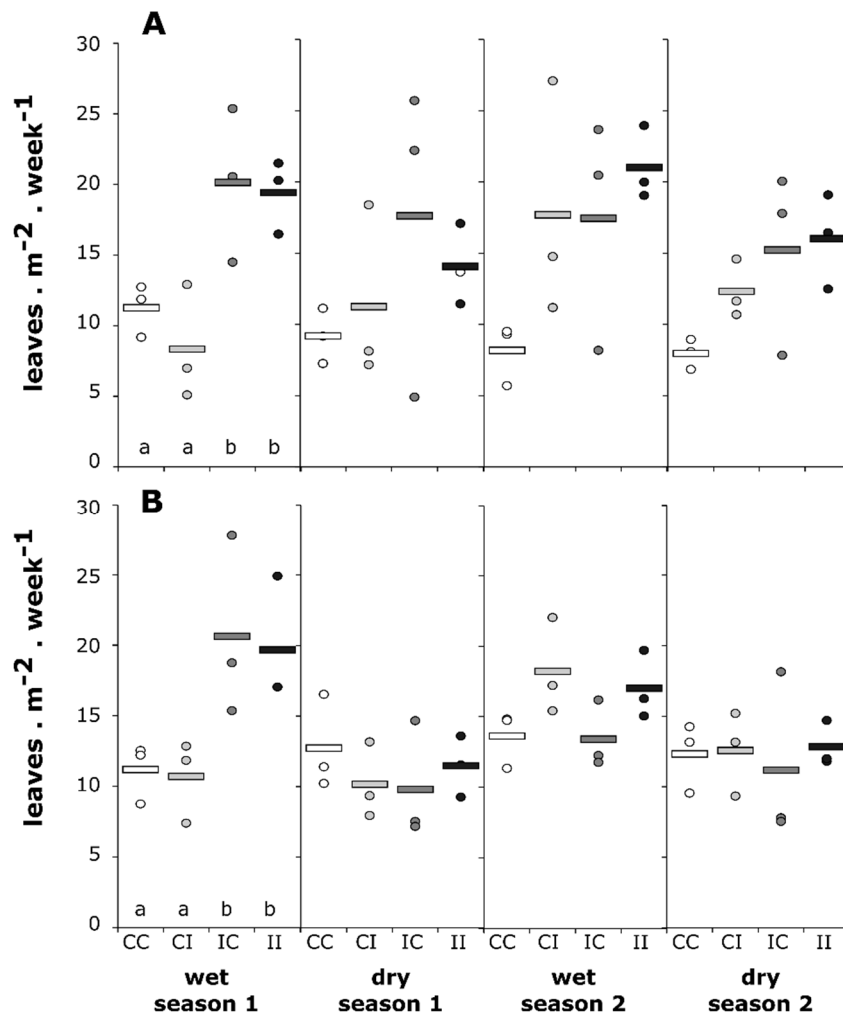 A
leaves . m⁻² . week⁻¹
30
25
20
15
10
5
0
a a b b
B
leaves . m⁻² . week⁻¹
30
25
20
15
10
5
0
a a b b
CC CI IC II CC CI IC II CC CI IC II CC CI IC II
wet dry wet dry
season 1 season 1 season 2 season 2